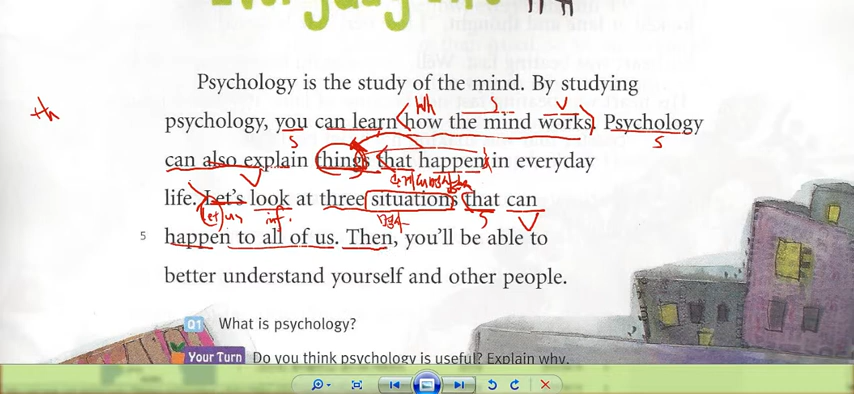 Psychology is the study of the mind. By studying
Wh S. V
th
psychology, you can learn how the mind works. Psychology
S S
can also explain things that happen in everyday
V
life. Let's look at three situations that can
Let us inf. S V
5 happen to all of us. Then, you'll be able to
better understand yourself and other people.
Q1 What is psychology?
Your Turn Do you think psychology is useful? Explain why.